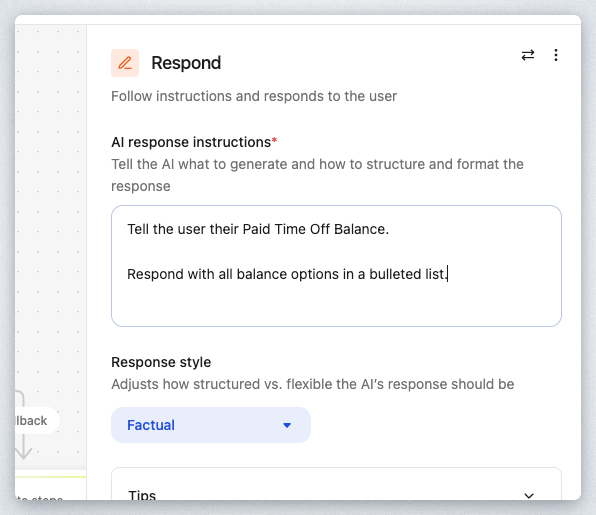 Respond
Follow instructions and responds to the user
AI response instructions*
Tell the AI what to generate and how to structure and format the
response
Tell the user their Paid Time Off Balance.
Respond with all balance options in a bulleted list.
Response style
Adjusts how structured vs. flexible the AI’s response should be
Factual
Tips